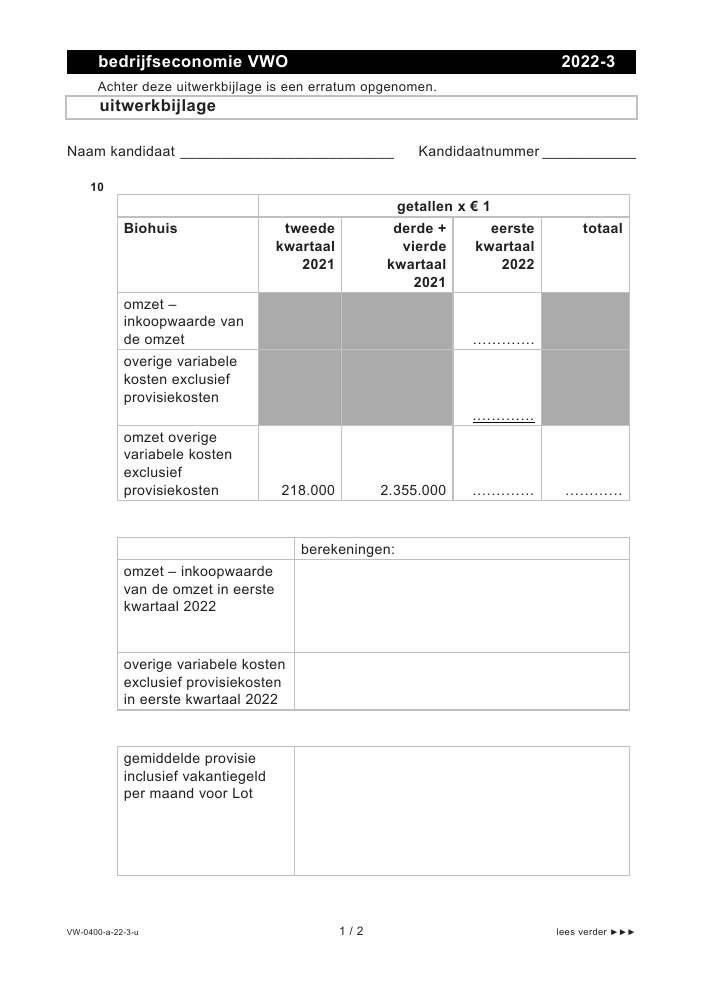 bedrijfseconomie VWO 2022-3
Achter deze uitwerkbijlage is een erratum opgenomen.
uitwerkbijlage
Naam kandidaat __________________________ Kandidaatnummer ___________
10
getallen x € 1
Biohuis tweede kwartaal 2021 derde + vierde kwartaal 2021 eerste kwartaal 2022 totaal
omzet –
inkoopwaarde van
de omzet ………….
overige variabele
kosten exclusief
provisiekosten
………….
omzet overige
variabele kosten
exclusief
provisiekosten 218.000 2.355.000 …………. …………
berekeningen:
omzet – inkoopwaarde
van de omzet in eerste
kwartaal 2022
overige variabele kosten
exclusief provisiekosten
in eerste kwartaal 2022
gemiddelde provisie
inclusief vakantiegeld
per maand voor Lot
VW-0400-a-22-3-u 1 / 2 lees verder ►►►